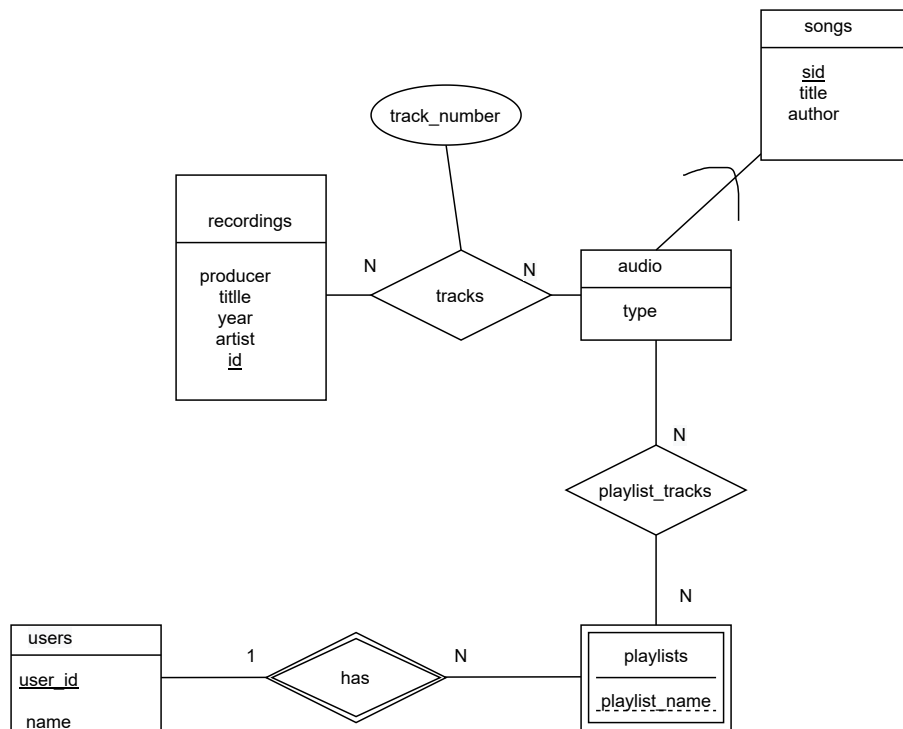 songs
sid
title
author
track_number
recordings
producer
titlle
year
artist
id
N
tracks
N
audio
type
N
playlist_tracks
N
users
user_id
name
1
has
N
playlists
playlist_name